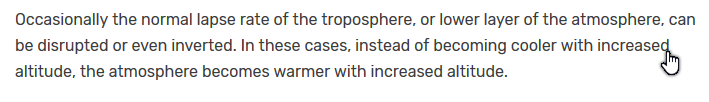 Occasionally the normal lapse rate of the troposphere, or lower layer of the atmosphere, can
be disrupted or even inverted. In these cases, instead of becoming cooler with increased
altitude, the atmosphere becomes warmer with increased altitude.